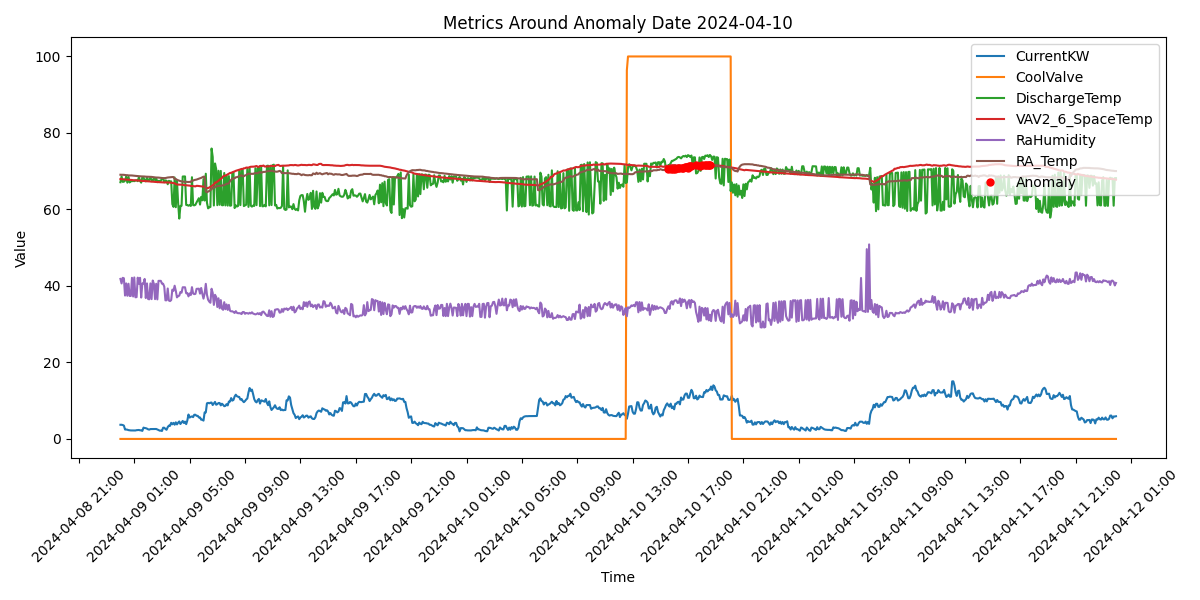 Metrics Around Anomaly Date 2024-04-10
CurrentKW
CoolValve
DischargeTemp
VAV2_6_SpaceTemp
RaHumidity
RA_Temp
Anomaly
Value
100
80
60
40
20
0
2024-04-08 21:00
2024-04-09 01:00
2024-04-09 05:00
2024-04-09 09:00
2024-04-09 13:00
2024-04-09 17:00
2024-04-09 21:00
2024-04-10 01:00
2024-04-10 05:00
2024-04-10 09:00
2024-04-10 13:00
2024-04-10 17:00
2024-04-10 21:00
2024-04-11 01:00
2024-04-11 05:00
2024-04-11 09:00
2024-04-11 13:00
2024-04-11 17:00
2024-04-11 21:00
2024-04-12 01:00
Time